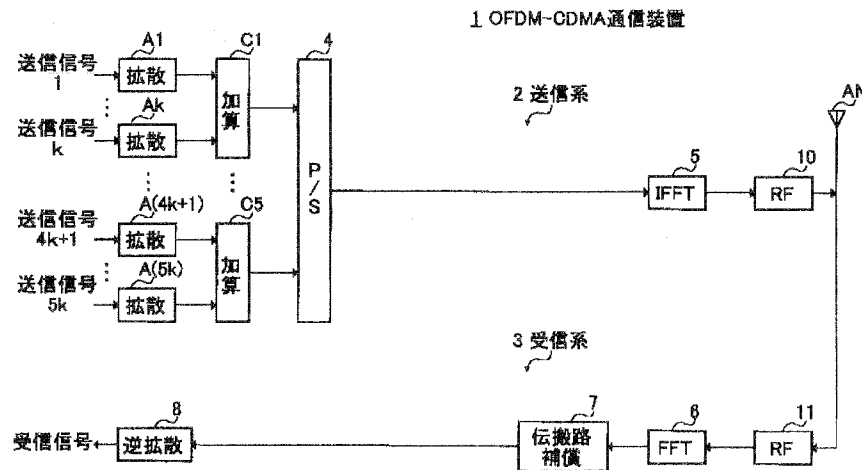 1 OFDM-CDMA通信装置
A1
C1
4
送信信号
1
拡散
加算
2 送信系
AN
Ak
送信信号
k
拡散
P/S
5
10
IFFT
RF
A(4k+1)
C5
送信信号
4k+1
拡散
加算
A(5k)
送信信号
5k
拡散
3 受信系
8
7
6
11
受信信号
逆拡散
伝搬路
補償
FFT
RF